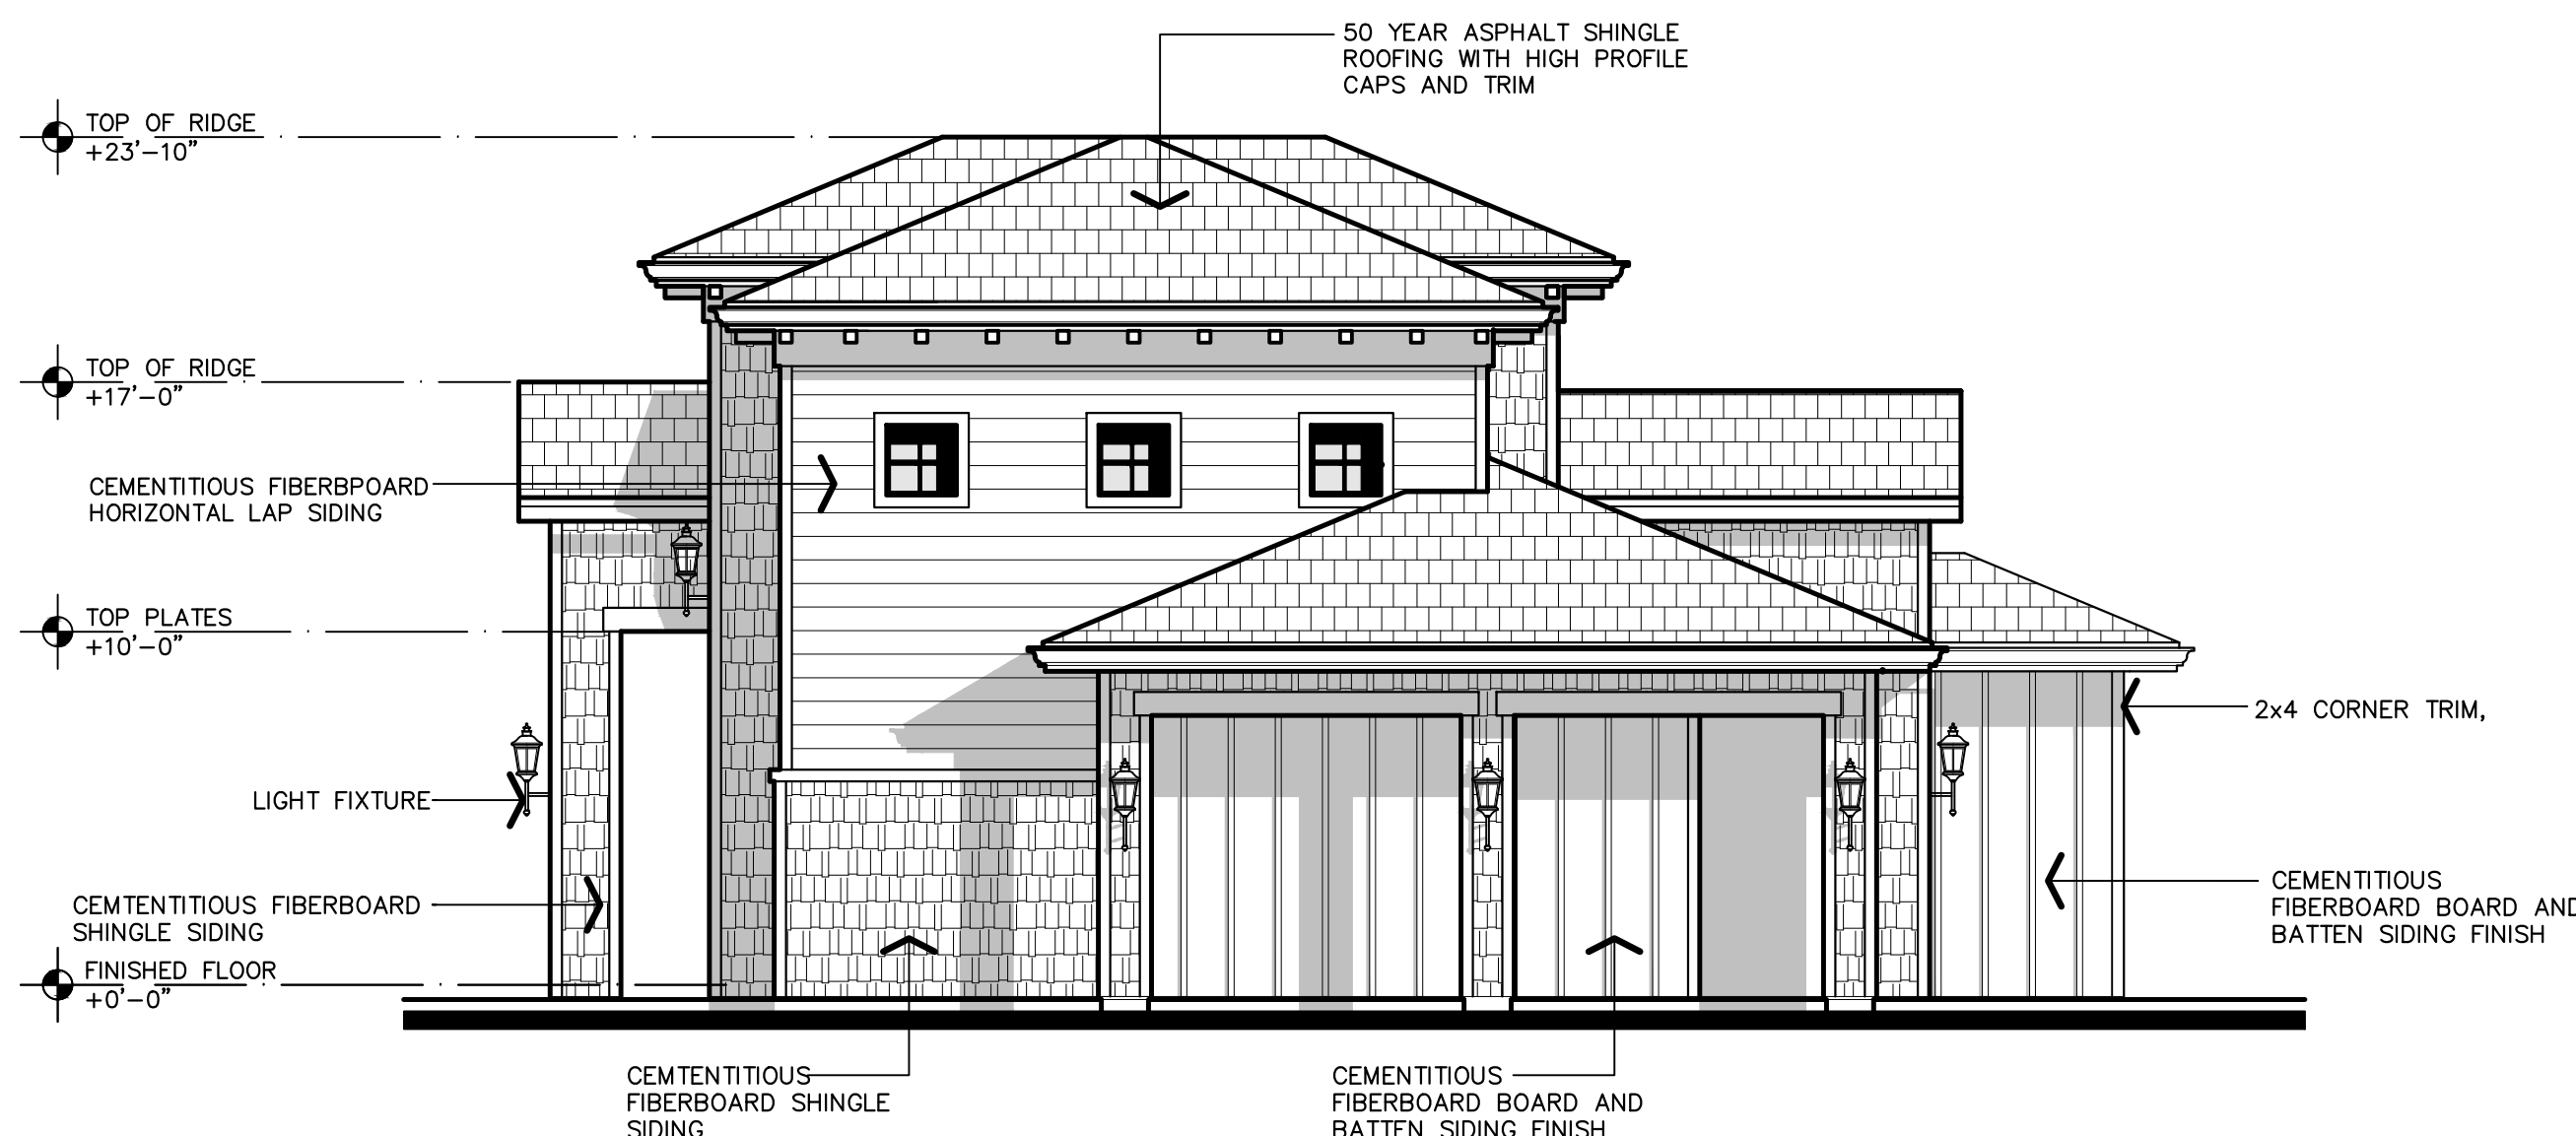 50 YEAR ASPHALT SHINGLE
ROOFING WITH HIGH PROFILE
CAPS AND TRIM
TOP OF RIDGE
+23'-10"
TOP OF RIDGE
+17'-0"
CEMENTITIOUS FIBERBPOARD
HORIZONTAL LAP SIDING
TOP PLATES
+10'-0"
2x4 CORNER TRIM,
LIGHT FIXTURE
CEMENTITIOUS
FIBERBOARD BOARD AND
BATTEN SIDING FINISH
CEMTENTITIOUS FIBERBOARD
SHINGLE SIDING
FINISHED FLOOR
+0'-0"
CEMTENTITIOUS
FIBERBOARD SHINGLE
SIDING
CEMENTITIOUS
FIBERBOARD BOARD AND
BATTEN SIDING FINISH